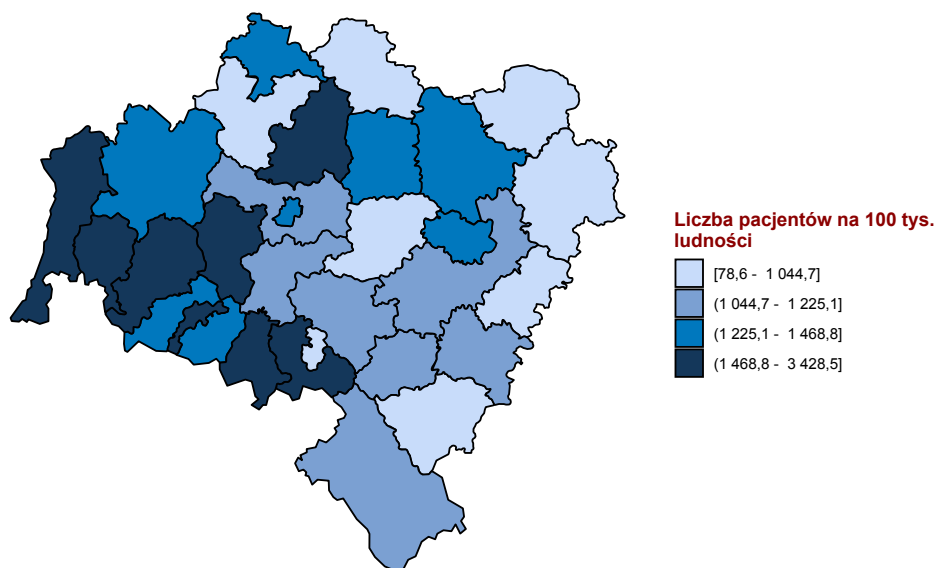 Liczba pacjentów na 100 tys.
ludności
[78,6 - 1 044,7]
(1 044,7 - 1 225,1]
(1 225,1 - 1 468,8]
(1 468,8 - 3 428,5]